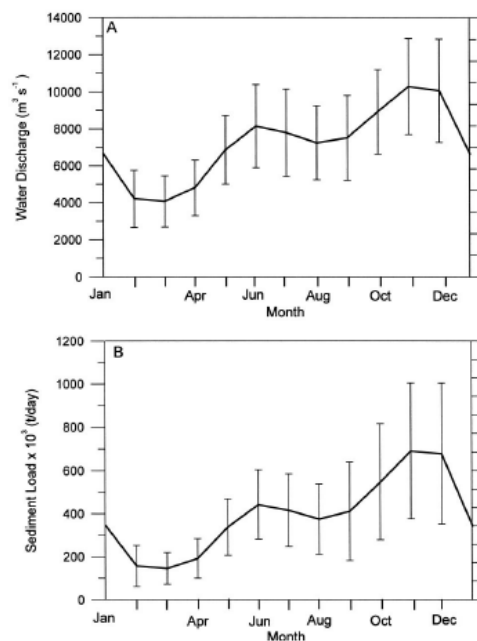 A
14000
12000
10000
8000
6000
4000
2000
0
Water Discharge (m³ s⁻¹)
Jan Apr Jun Aug Oct Dec
Month
B
1200
1000
800
600
400
200
0
Sediment Load x 10³ (t/day)
Jan Apr Jun Aug Oct Dec
Month